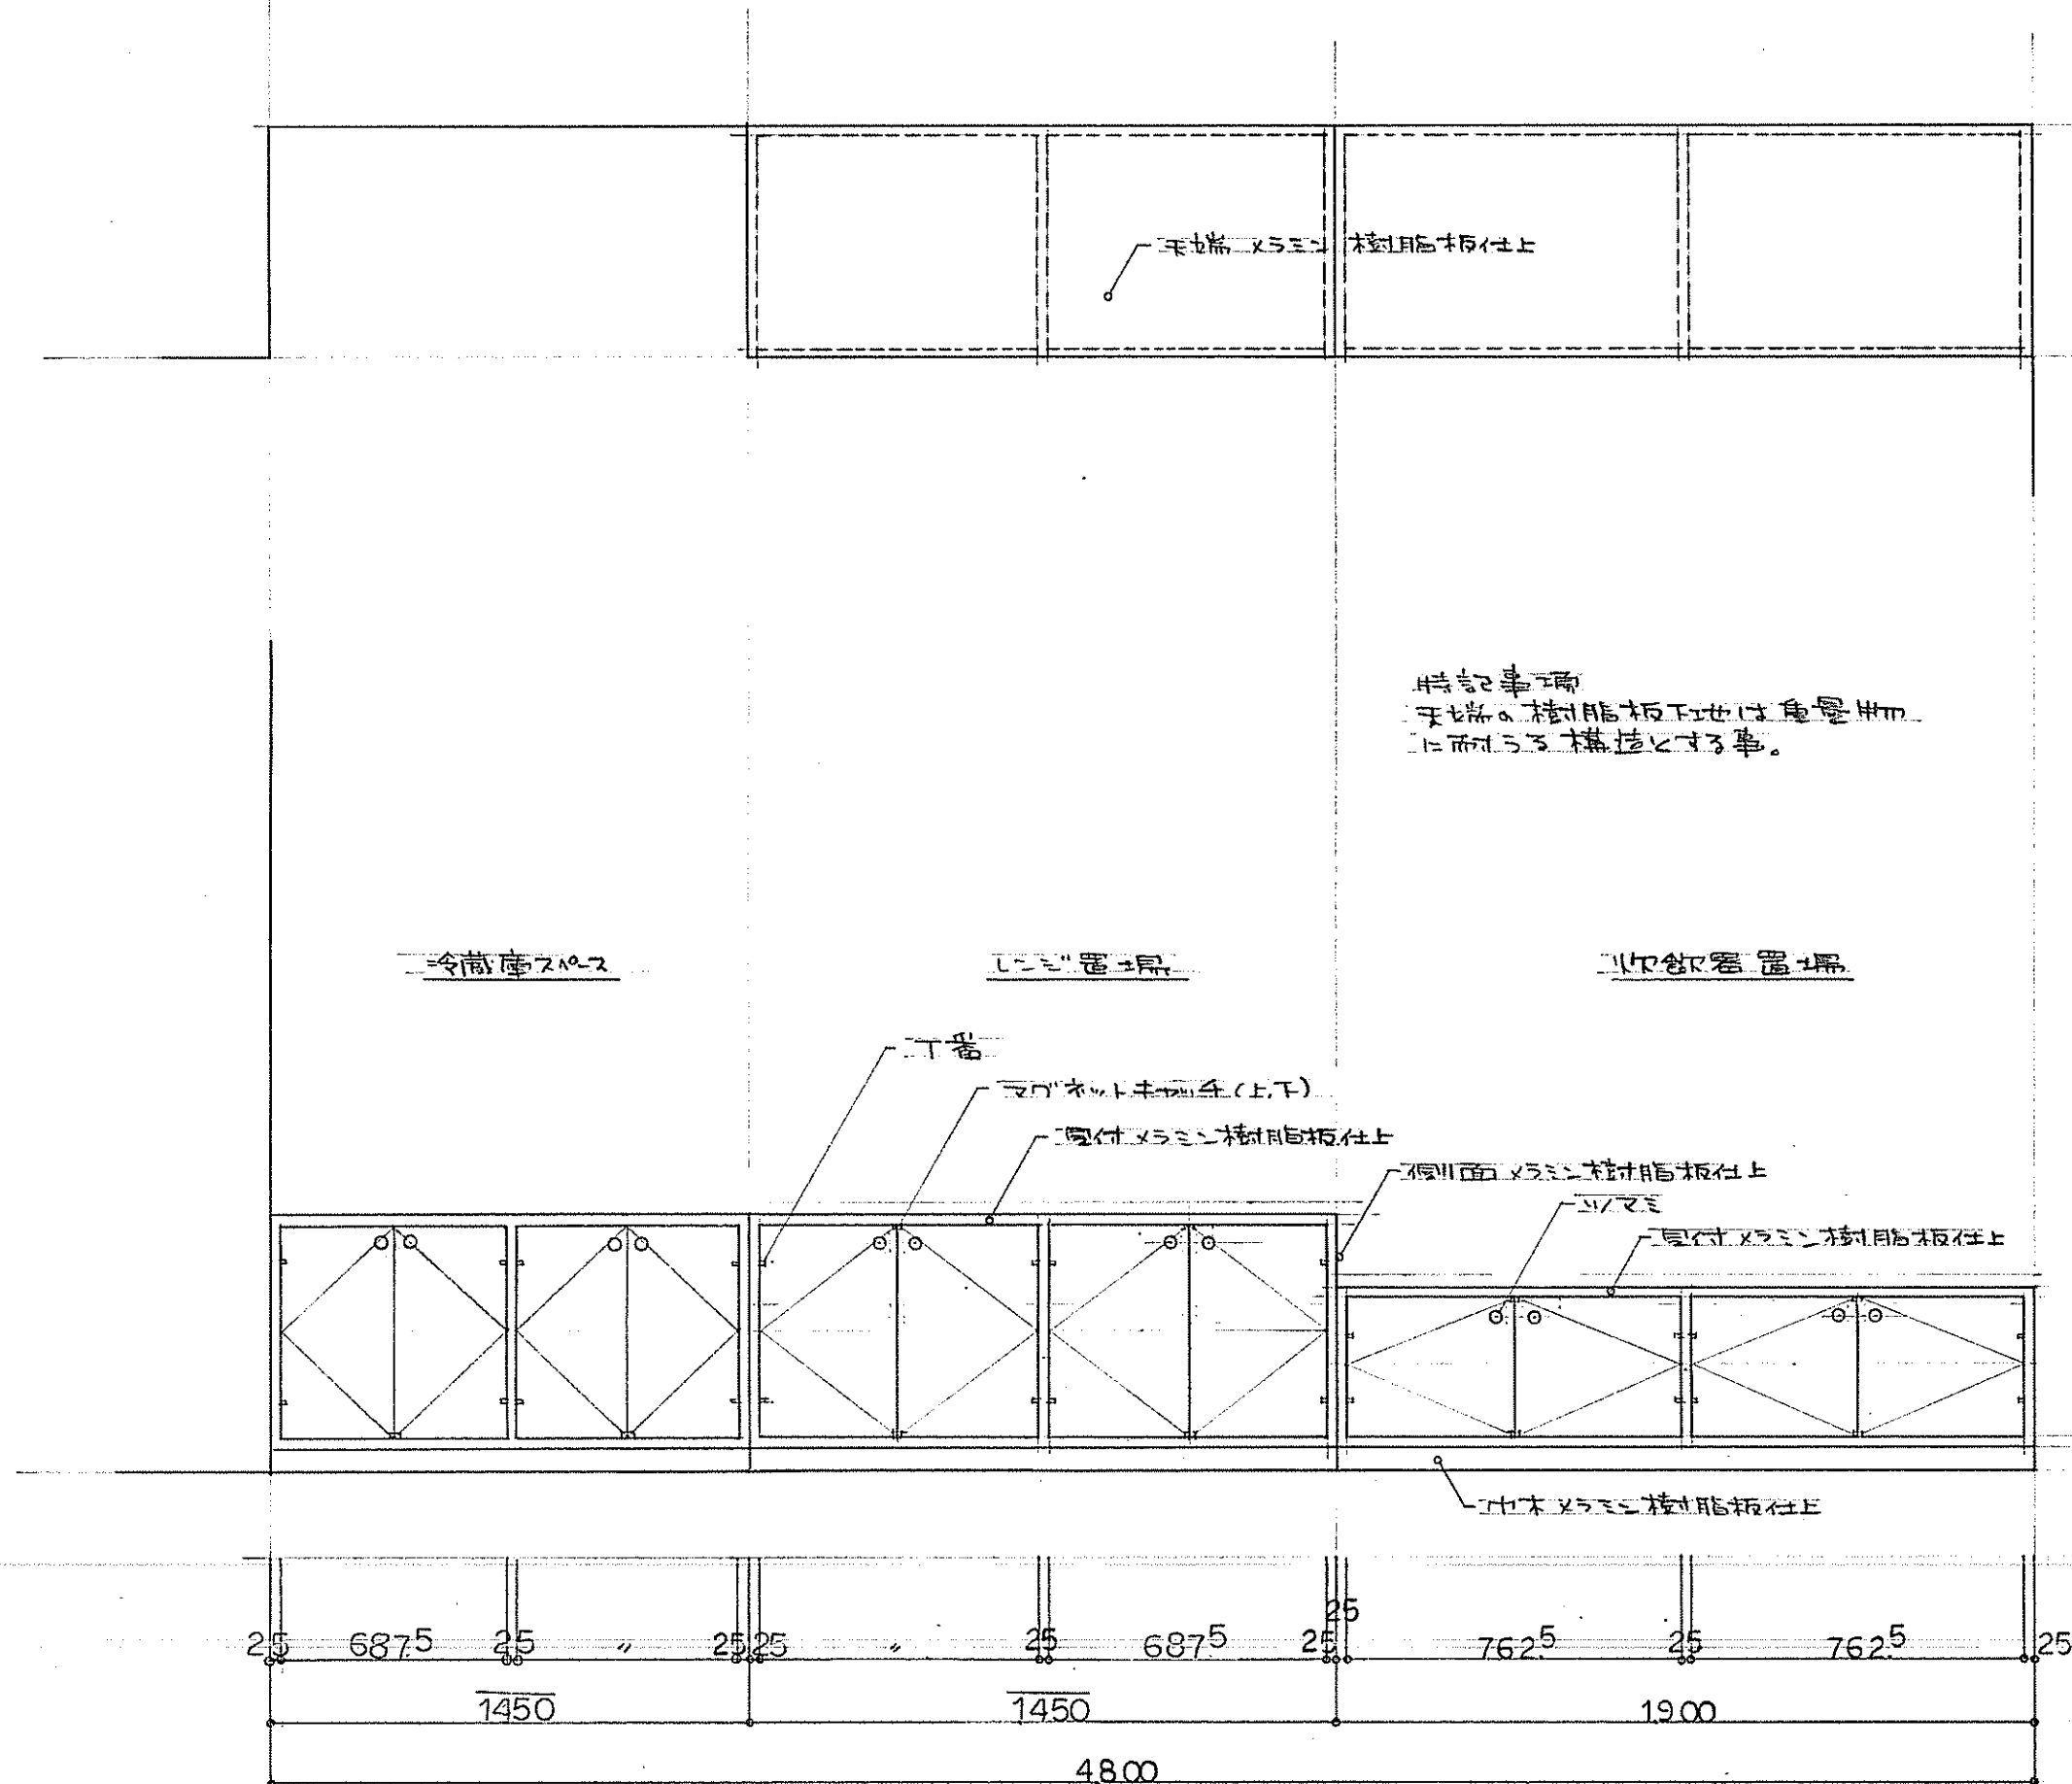 天端 メラミン樹脂板仕上
特記事項
天端の樹脂板下地は重量物
に耐うる構造とする事。
冷蔵庫スペース
レンジ置場
炊飯器置場
丁番
マグネットキャッチ(上,下)
見付メラミン樹脂板仕上
側面メラミン樹脂板仕上
ツマミ
見付メラミン樹脂板仕上
巾木メラミン樹脂板仕上
25 687.5 25 〃 25 25 〃 25 687.5 25 25 762.5 25 762.5 25
1450 1450 1900
4800